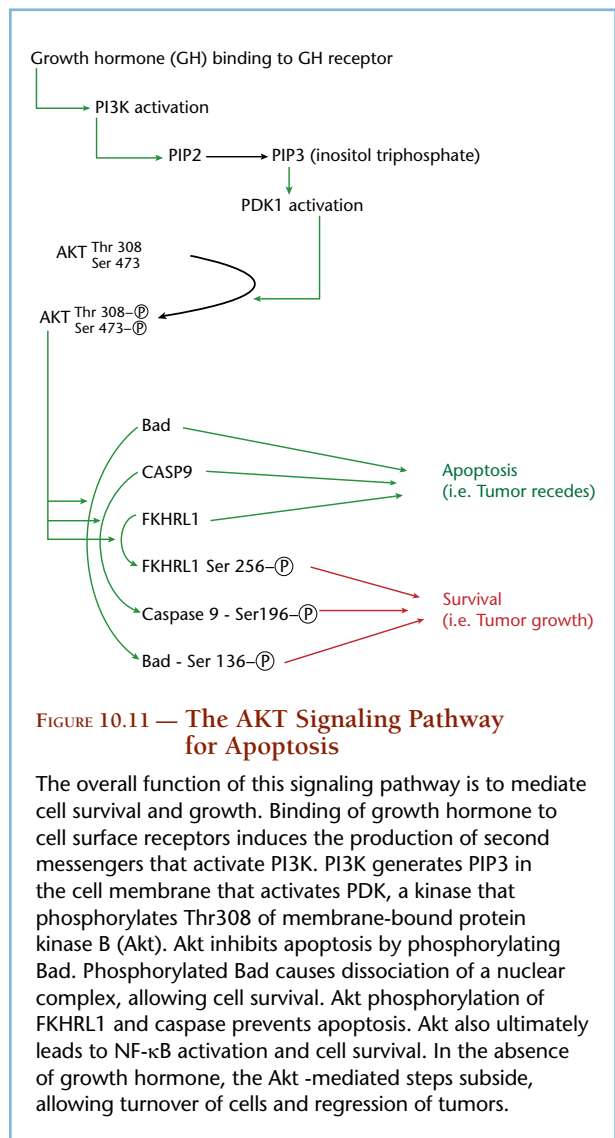 Growth hormone (GH) binding to GH receptor
PI3K activation
PIP2 PIP3 (inositol triphosphate)
PDK1 activation
AKT Thr 308
Ser 473
AKT Thr 308–Ⓟ
Ser 473–Ⓟ
Bad
CASP9
FKHRL1
FKHRL1 Ser 256–Ⓟ
Caspase 9 - Ser196–Ⓟ
Bad - Ser 136–Ⓟ
Apoptosis
(i.e. Tumor recedes)
Survival
(i.e. Tumor growth)
FIGURE 10.11 — The AKT Signaling Pathway
for Apoptosis
The overall function of this signaling pathway is to mediate
cell survival and growth. Binding of growth hormone to
cell surface receptors induces the production of second
messengers that activate PI3K. PI3K generates PIP3 in
the cell membrane that activates PDK, a kinase that
phosphorylates Thr308 of membrane-bound protein
kinase B (Akt). Akt inhibits apoptosis by phosphorylating
Bad. Phosphorylated Bad causes dissociation of a nuclear
complex, allowing cell survival. Akt phosphorylation of
FKHRL1 and caspase prevents apoptosis. Akt also ultimately
leads to NF-κB activation and cell survival. In the absence
of growth hormone, the Akt -mediated steps subside,
allowing turnover of cells and regression of tumors.